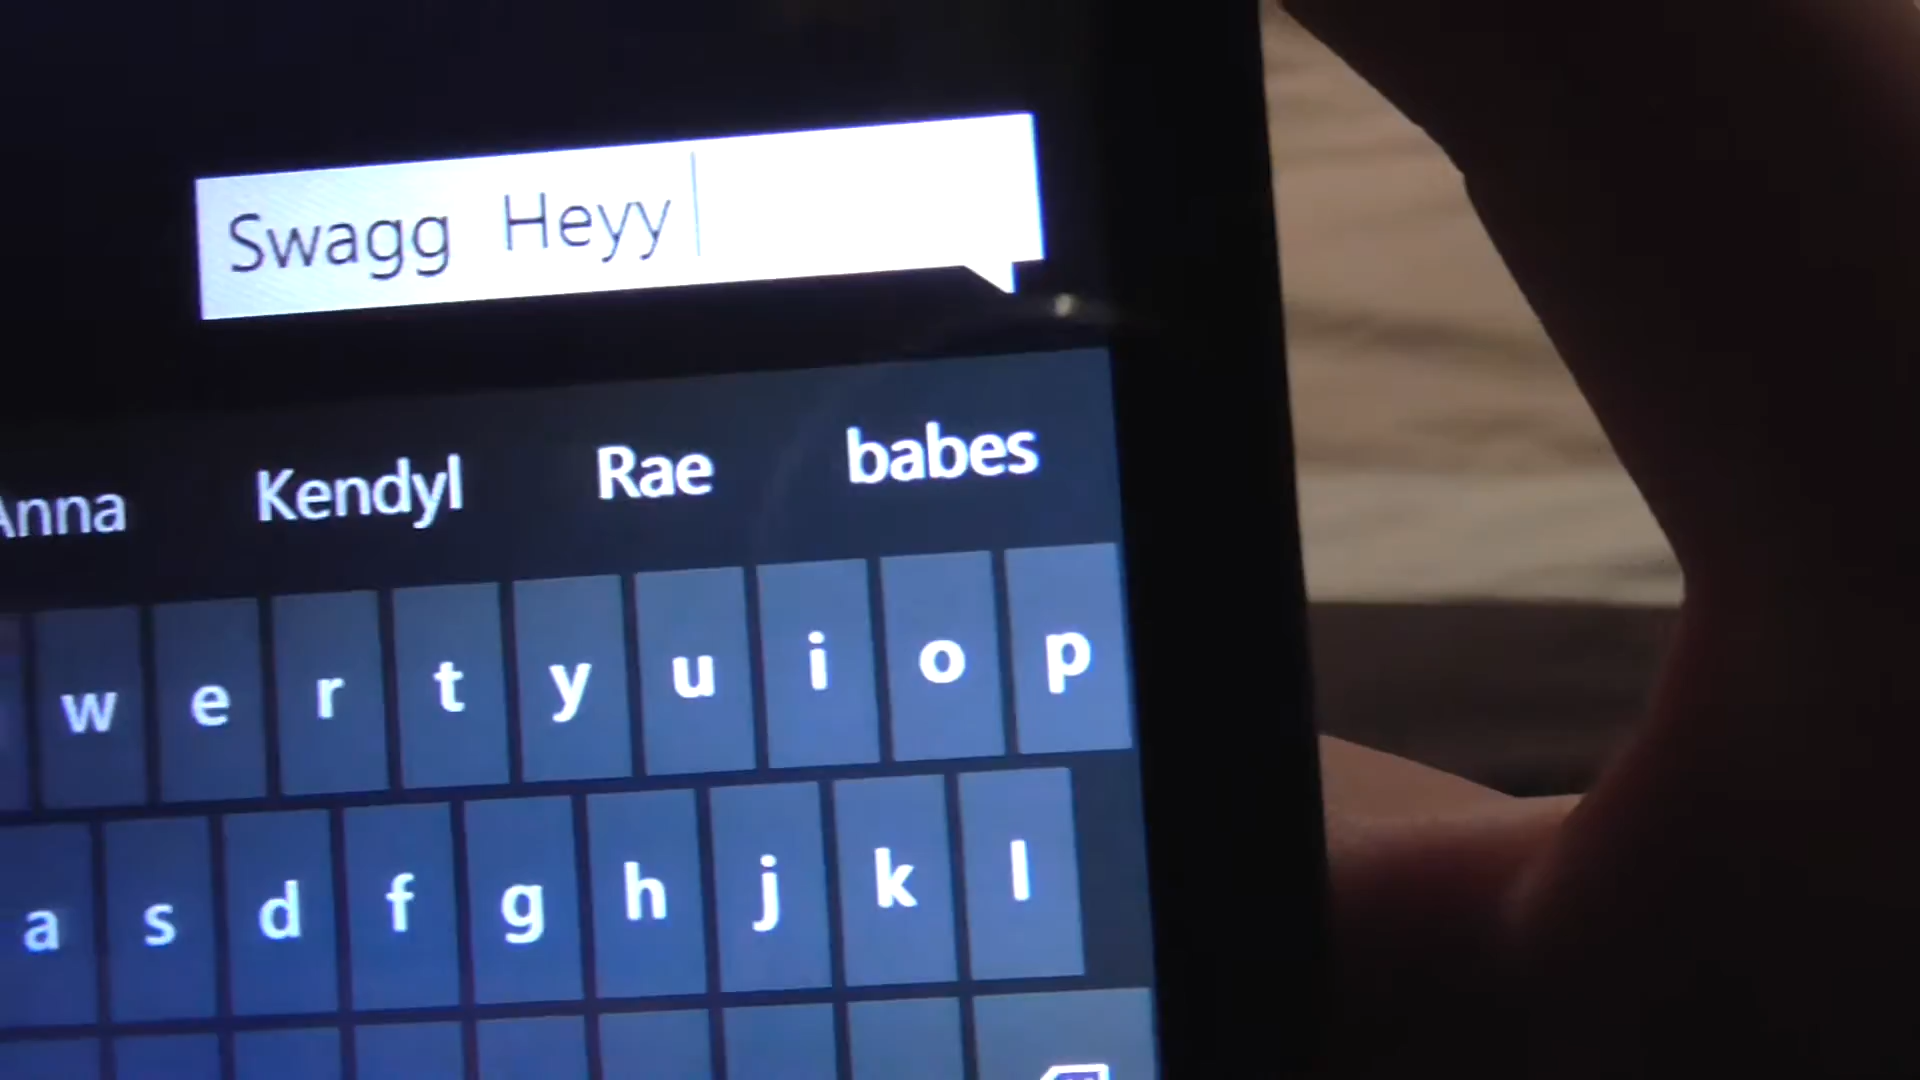 Swagg  Heyy
Anna Kendyl Rae babes
w e r t y u i o p
a s d f g h j k l